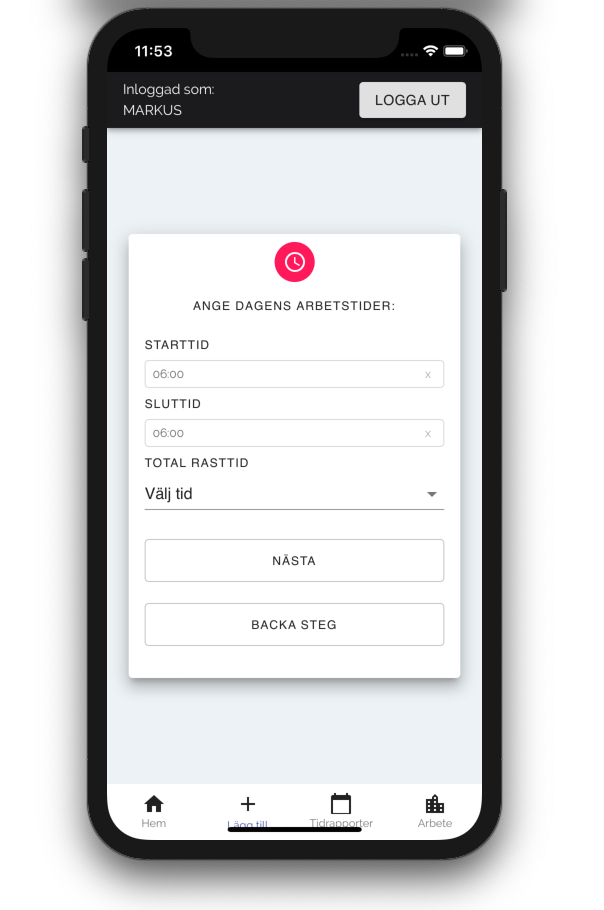 11:53
Inloggad som:
MARKUS
LOGGA UT
ANGE DAGENS ARBETSTIDER:
STARTTID
06:00 x
SLUTTID
06:00 x
TOTAL RASTTID
Välj tid
NÄSTA
BACKA STEG
Hem Lägg till Tidrapporter Arbete